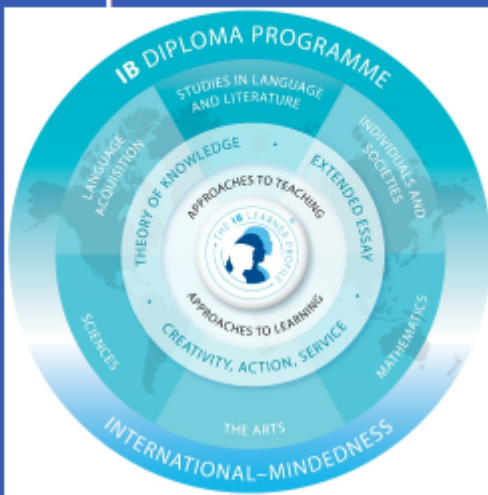 IB DIPLOMA PROGRAMME
STUDIES IN LANGUAGE
AND LITERATURE
LANGUAGE
ACQUISITION
INDIVIDUALS AND
SOCIETIES
THEORY OF KNOWLEDGE
EXTENDED ESSAY
APPROACHES TO TEACHING
THE IB LEARNER PROFILE
®
APPROACHES TO LEARNING
CREATIVITY, ACTION, SERVICE
SCIENCES
MATHEMATICS
THE ARTS
INTERNATIONAL–MINDEDNESS